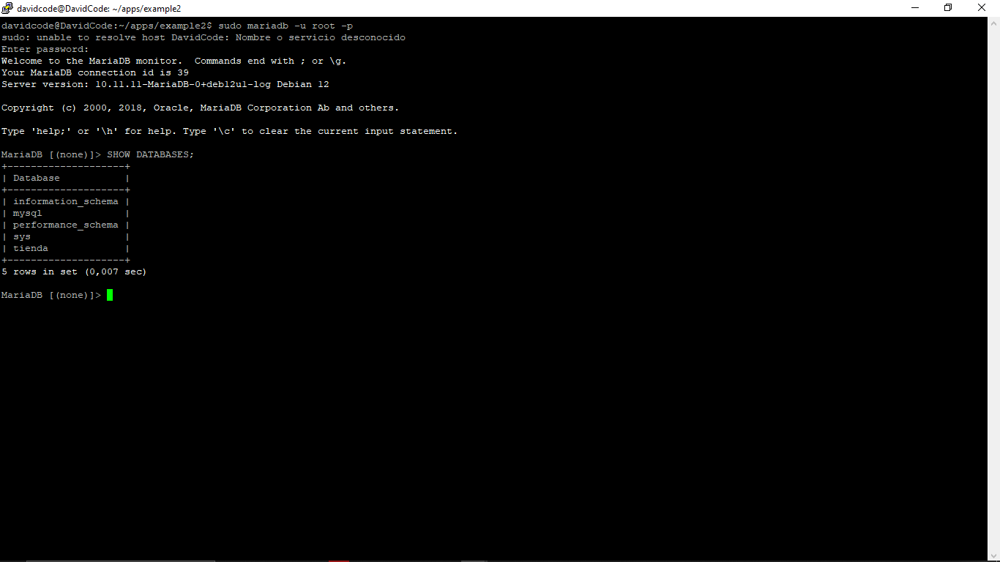 davidcode@DavidCode: ~/apps/example2
davidcode@DavidCode:~/apps/example2$ sudo mariadb -u root -p
sudo: unable to resolve host DavidCode: Nombre o servicio desconocido
Enter password:
Welcome to the MariaDB monitor.  Commands end with ; or \g.
Your MariaDB connection id is 39
Server version: 10.11.11-MariaDB-0+deb12u1-log Debian 12

Copyright (c) 2000, 2018, Oracle, MariaDB Corporation Ab and others.

Type 'help;' or '\h' for help. Type '\c' to clear the current input statement.

MariaDB [(none)]> SHOW DATABASES;
+--------------------+
| Database           |
+--------------------+
| information_schema |
| mysql              |
| performance_schema |
| sys                |
| tienda             |
+--------------------+
5 rows in set (0,007 sec)

MariaDB [(none)]>